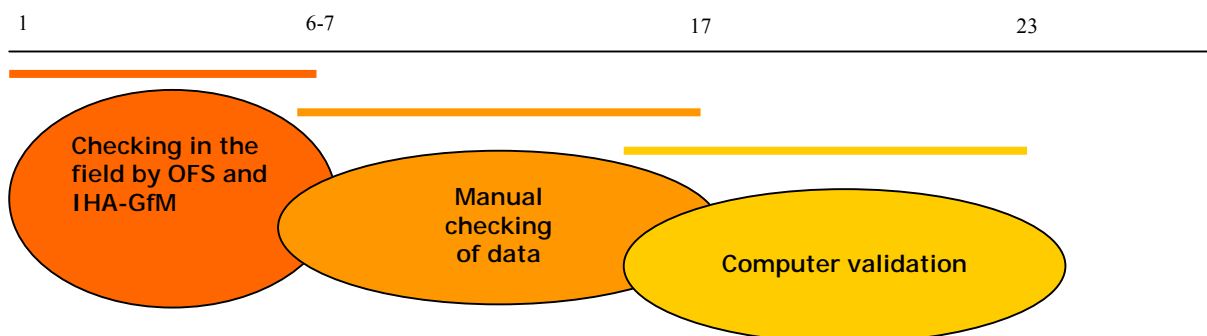 1 6-7 17 23
Checking in the
field by OFS and
IHA-GfM
Manual
checking
of data
Computer validation